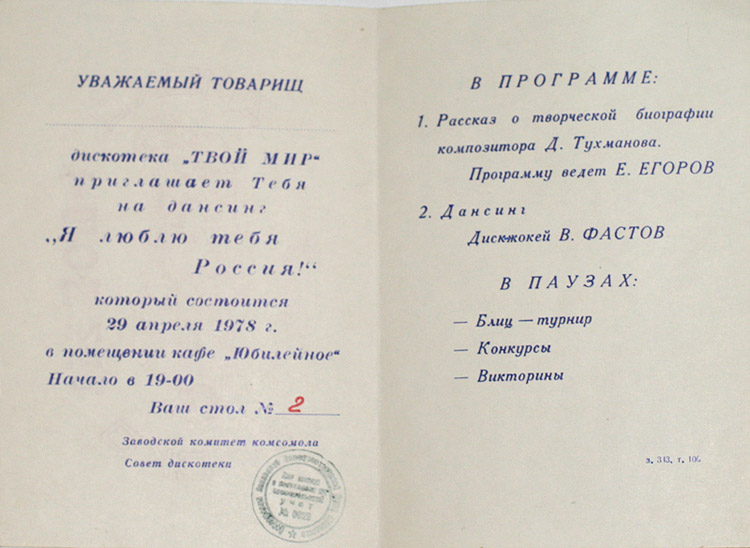 УВАЖАЕМЫЙ ТОВАРИЩ
дискотека „ТВОЙ МИР“
приглашает Тебя
на дансинг
„Я люблю тебя
Россия!“
который состоится
29 апреля 1978 г.
в помещении кафе „Юбилейное“
Начало в 19-00
Ваш стол № 2
Заводской комитет комсомола
Совет дискотеки
В ПРОГРАММЕ:
1. Рассказ о творческой биографии
композитора Д. Тухманова.
Программу ведет Е. ЕГОРОВ
2. Дансинг
Диск-жокей В. ФАСТОВ
В ПАУЗАХ:
— Блиц — турнир
— Конкурсы
— Викторины
з. 343, т. 100